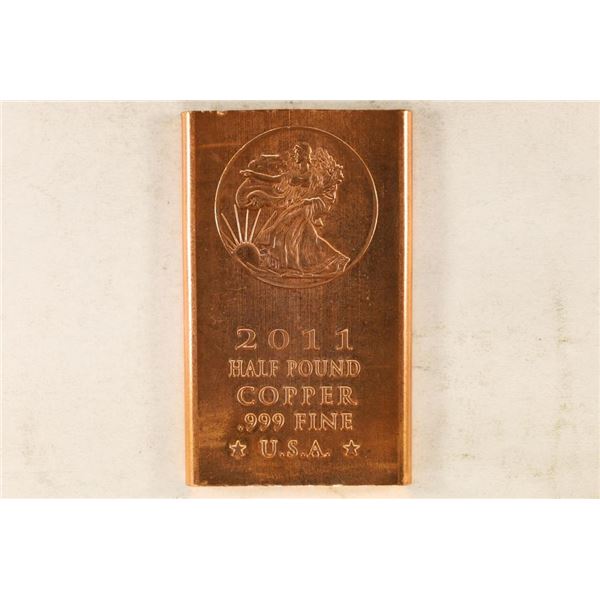 2011
HALF POUND
COPPER
.999 FINE
☆ U.S.A. ☆